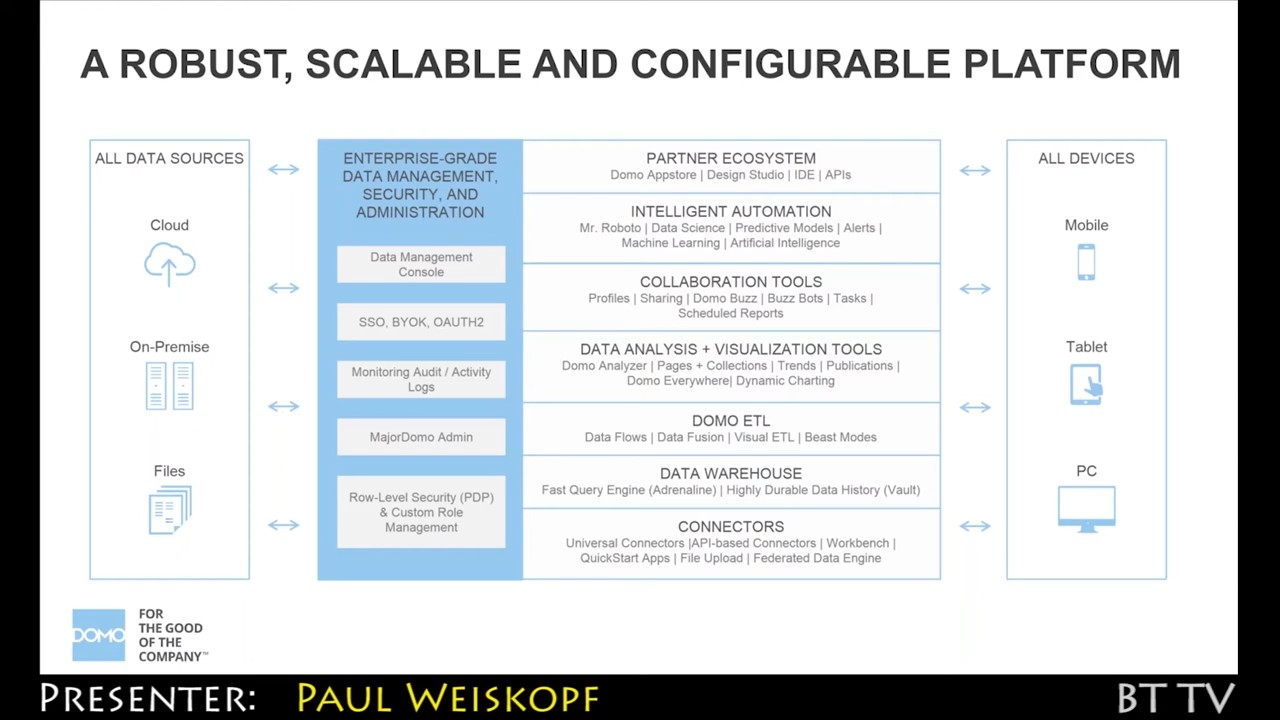 A ROBUST, SCALABLE AND CONFIGURABLE PLATFORM
ALL DATA SOURCES
Cloud
On-Premise
Files
ENTERPRISE-GRADE
DATA MANAGEMENT,
SECURITY, AND
ADMINISTRATION
Data Management
Console
SSO, BYOK, OAUTH2
Monitoring Audit / Activity
Logs
MajorDomo Admin
Row-Level Security (PDP)
& Custom Role
Management
PARTNER ECOSYSTEM
Domo Appstore | Design Studio | IDE | APIs
INTELLIGENT AUTOMATION
Mr. Roboto | Data Science | Predictive Models | Alerts |
Machine Learning | Artificial Intelligence
COLLABORATION TOOLS
Profiles | Sharing | Domo Buzz | Buzz Bots | Tasks |
Scheduled Reports
DATA ANALYSIS + VISUALIZATION TOOLS
Domo Analyzer | Pages + Collections | Trends | Publications |
Domo Everywhere| Dynamic Charting
DOMO ETL
Data Flows | Data Fusion | Visual ETL | Beast Modes
DATA WAREHOUSE
Fast Query Engine (Adrenaline) | Highly Durable Data History (Vault)
CONNECTORS
Universal Connectors |API-based Connectors | Workbench |
QuickStart Apps | File Upload | Federated Data Engine
ALL DEVICES
Mobile
Tablet
PC
DOMO
FOR
THE GOOD
OF THE
COMPANY™
PRESENTER: PAUL WEISKOPF
BT TV